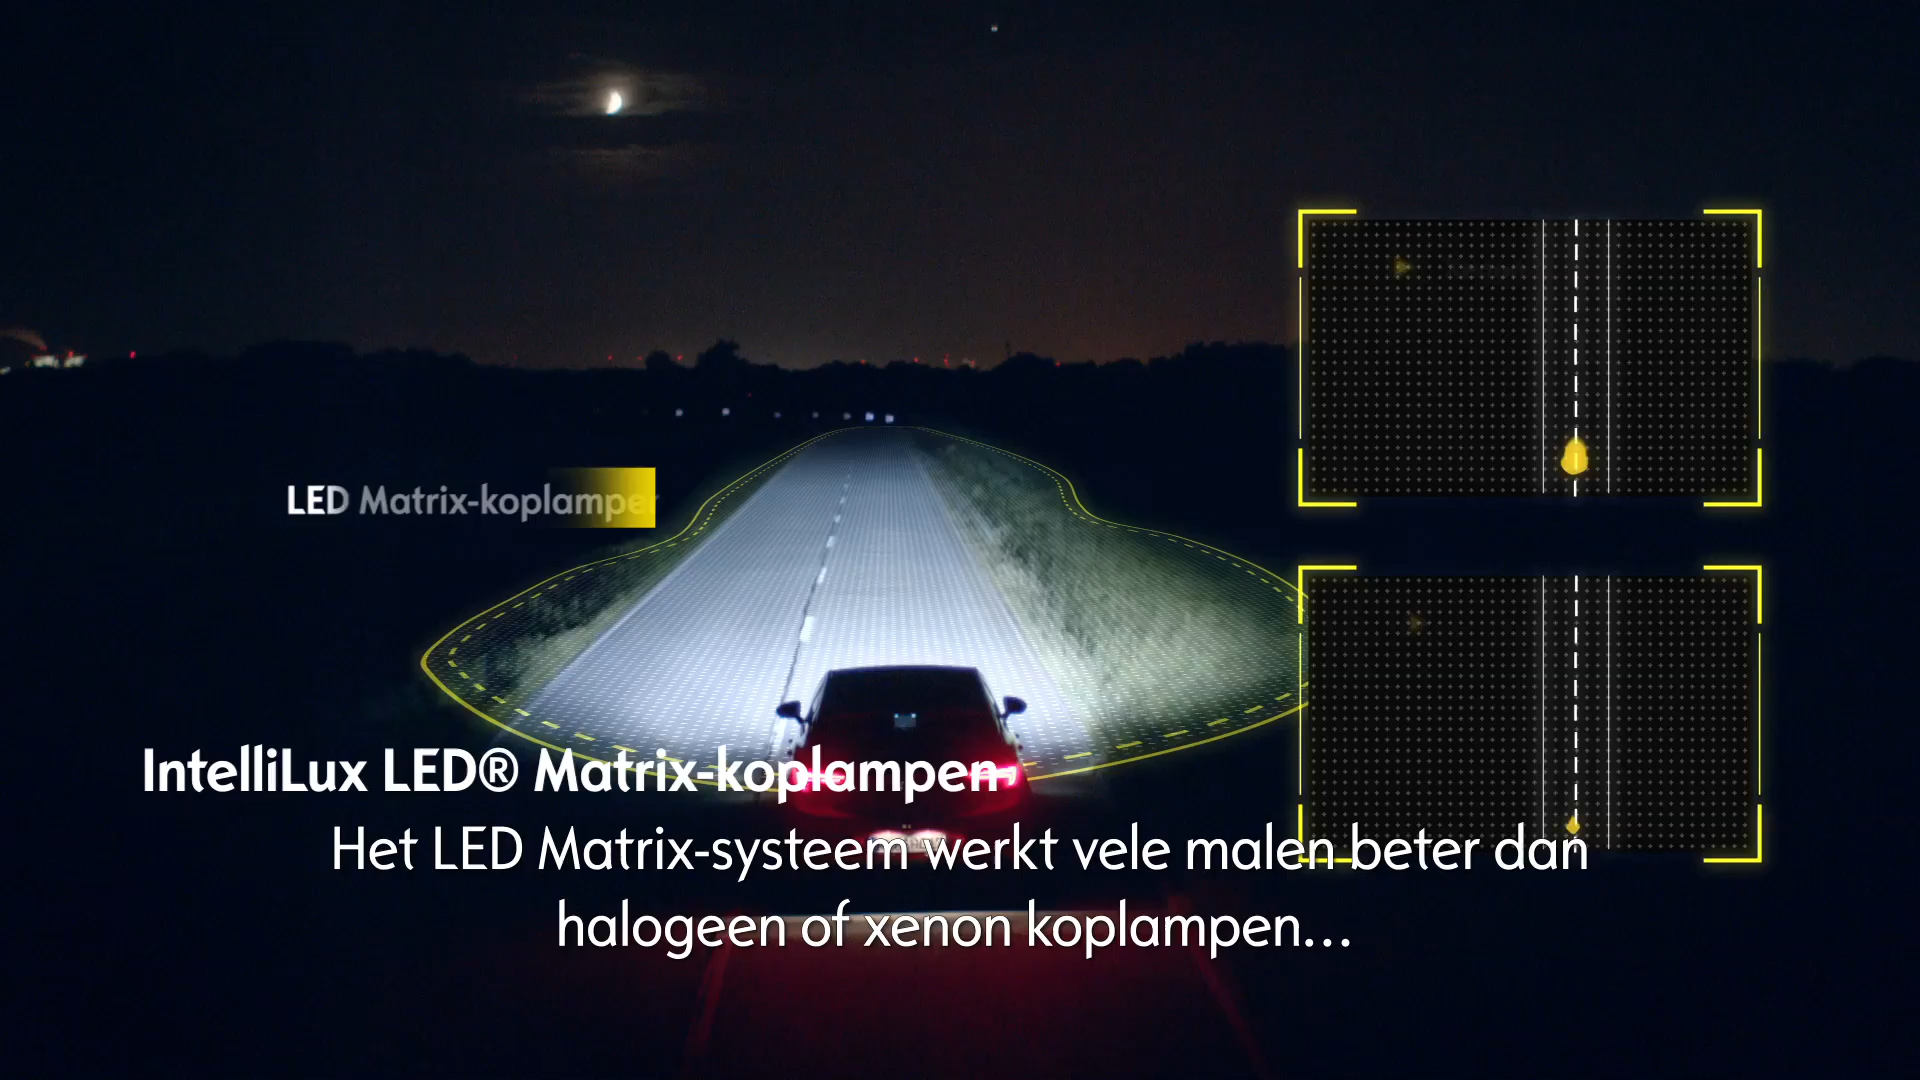 LED Matrix-koplampen
IntelliLux LED® Matrix-koplampen
Het LED Matrix-systeem werkt vele malen beter dan
halogeen of xenon koplampen...